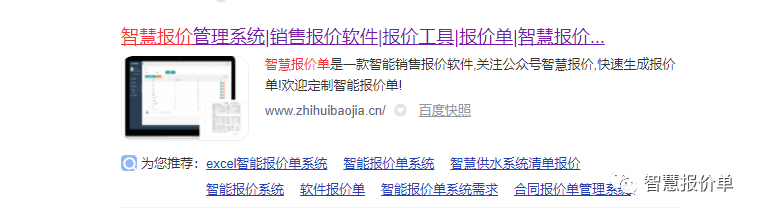 智慧报价管理系统|销售报价软件|报价工具|报价单|智慧报价...
智慧报价单是一款智能销售报价软件,关注公众号智慧报价,快速生成报价
单!欢迎定制智能报价单!
www.zhihuibaojia.cn/ 百度快照
为您推荐: excel智能报价单系统 智能报价单系统 智慧供水系统清单报价
智能报价系统 软件报价单 智能报价单系统需求 合同报价单管理系统
智慧报价单